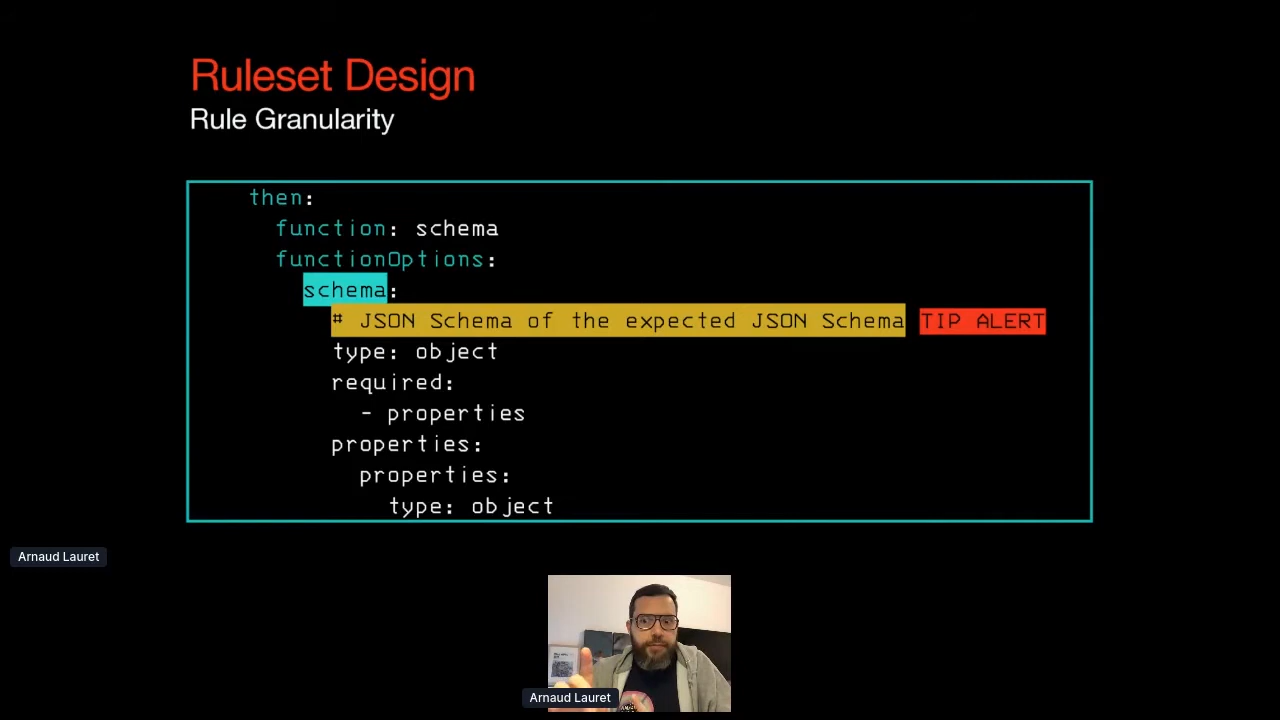 Ruleset Design
Rule Granularity
then:
function: schema
functionOptions:
schema:
# JSON Schema of the expected JSON Schema TIP ALERT
type: object
required:
- properties
properties:
properties:
type: object
Arnaud Lauret
Arnaud Lauret